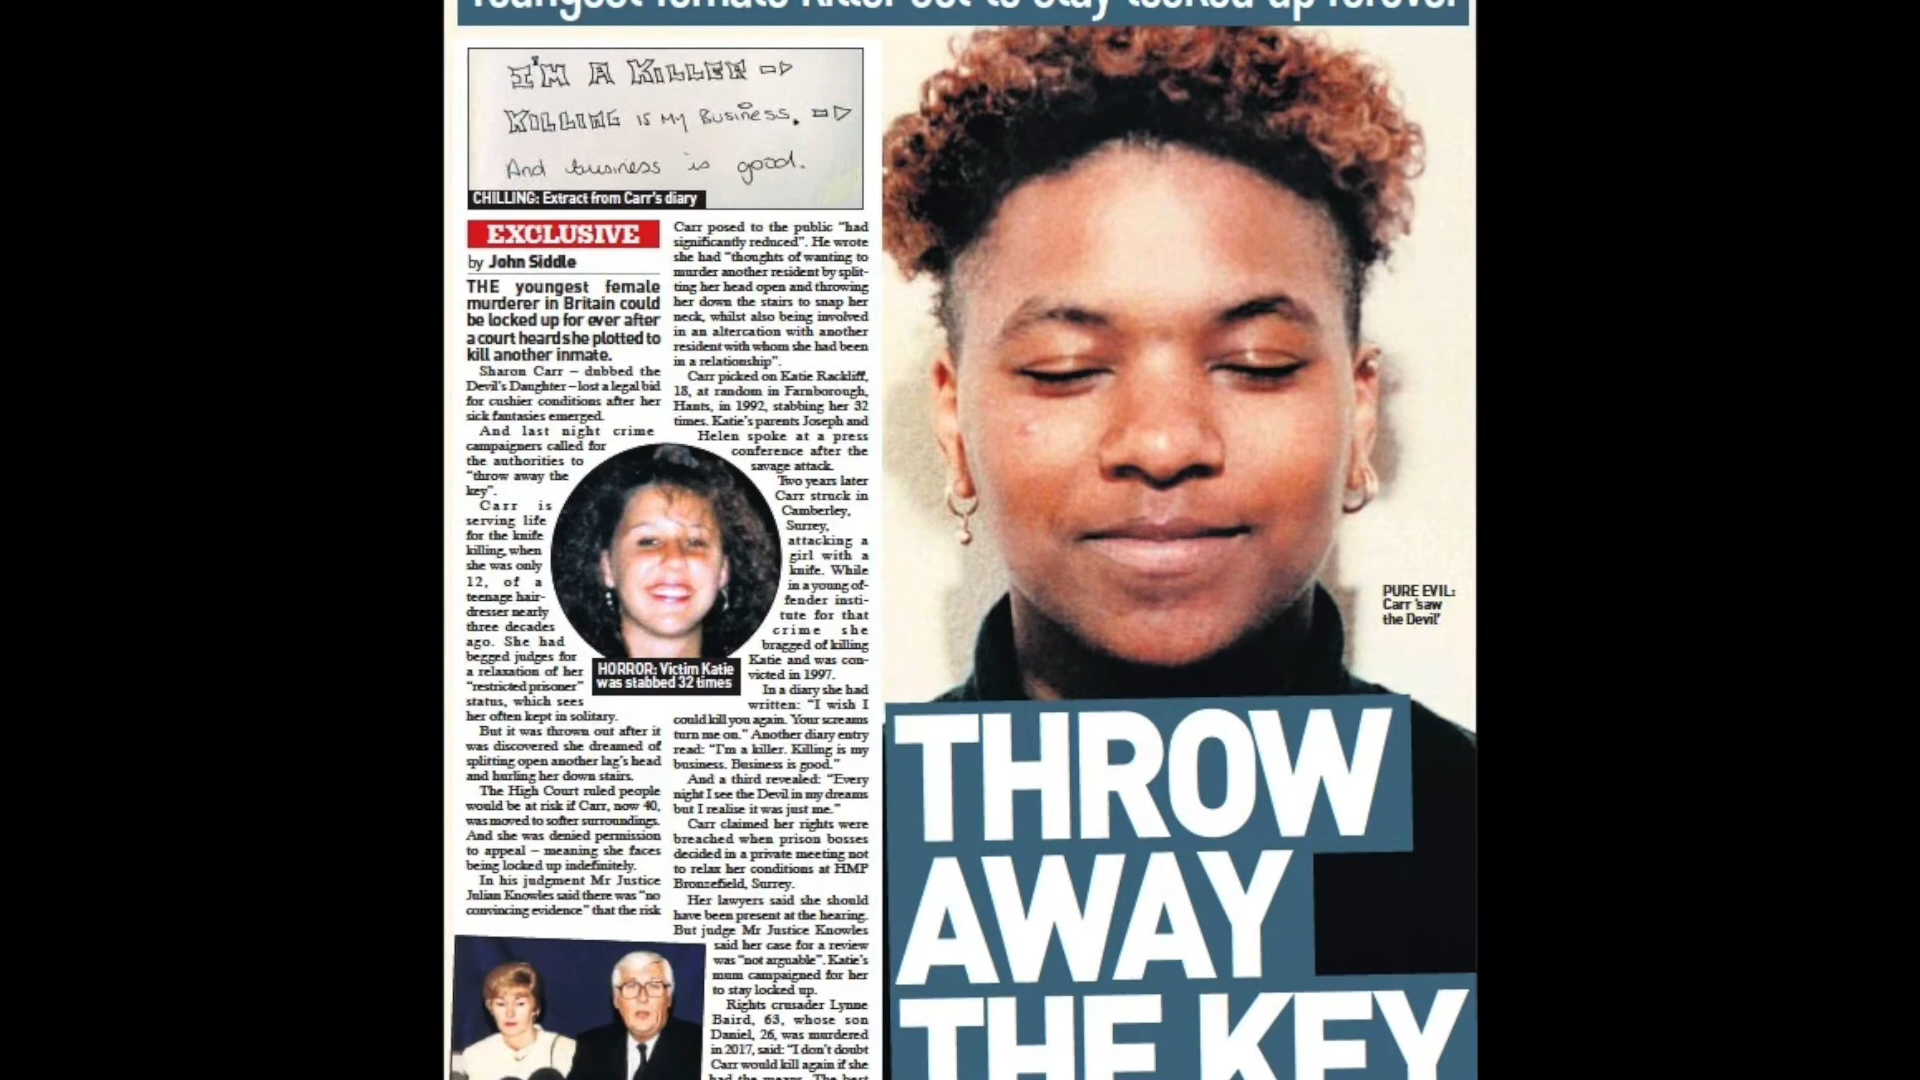 Youngest female killer set to stay locked up forever
I'M A KILLER
KILLING IS MY BUSINESS.
And business is good.
CHILLING: Extract from Carr's diary
EXCLUSIVE
by John Siddle
THE youngest female
murderer in Britain could
be locked up for ever after
a court heard she plotted to
kill another inmate.
Sharon Carr – dubbed the
Devil's Daughter – lost a legal bid
for cushier conditions after her
sick fantasies emerged.
And last night crime
campaigners called for
the authorities to
"throw away the
key".
Carr is
serving life
for the knife
killing, when
she was only
12, of a
teenage hair-
dresser nearly
three decades
ago. She had
begged judges for
a relaxation of her
"restricted prisoner"
status, which sees
her often kept in solitary.
But it was thrown out after it
was discovered she dreamed of
splitting open another lag's head
and hurling her down stairs.
The High Court ruled people
would be at risk if Carr, now 40,
was moved to softer surroundings.
And she was denied permission
to appeal – meaning she faces
being locked up indefinitely.
In his judgment Mr Justice
Julian Knowles said there was "no
convincing evidence" that the risk
Carr posed to the public "had
significantly reduced". He wrote
she had "thoughts of wanting to
murder another resident by split-
ting her head open and throwing
her down the stairs to snap her
neck, whilst also being involved
in an altercation with another
resident with whom she had been
in a relationship".
Carr picked on Katie Rackliff,
18, at random in Farnborough,
Hants, in 1992, stabbing her 32
times. Katie's parents Joseph and
Helen spoke at a press
conference after the
savage attack.
Two years later
Carr struck in
Camberley,
Surrey,
attacking a
girl with a
knife. While
in a young of-
fender insti-
tute for that
crime she
bragged of killing
Katie and was con-
victed in 1997.
In a diary she had
written: "I wish I
could kill you again. Your screams
turn me on." Another diary entry
read: "I'm a killer. Killing is my
business. Business is good."
And a third revealed: "Every
night I see the Devil in my dreams
but I realise it was just me."
Carr claimed her rights were
breached when prison bosses
decided in a private meeting not
to relax her conditions at HMP
Bronzefield, Surrey.
Her lawyers said she should
have been present at the hearing.
But judge Mr Justice Knowles
said her case for a review
was "not arguable". Katie's
mum campaigned for her
to stay locked up.
Rights crusader Lynne
Baird, 63, whose son
Daniel, 26, was murdered
in 2017, said: "I don't doubt
Carr would kill again if she
had the means. The best
HORROR: Victim Katie
was stabbed 32 times
PURE EVIL:
Carr 'saw
the Devil'
THROW
AWAY
THE KEY